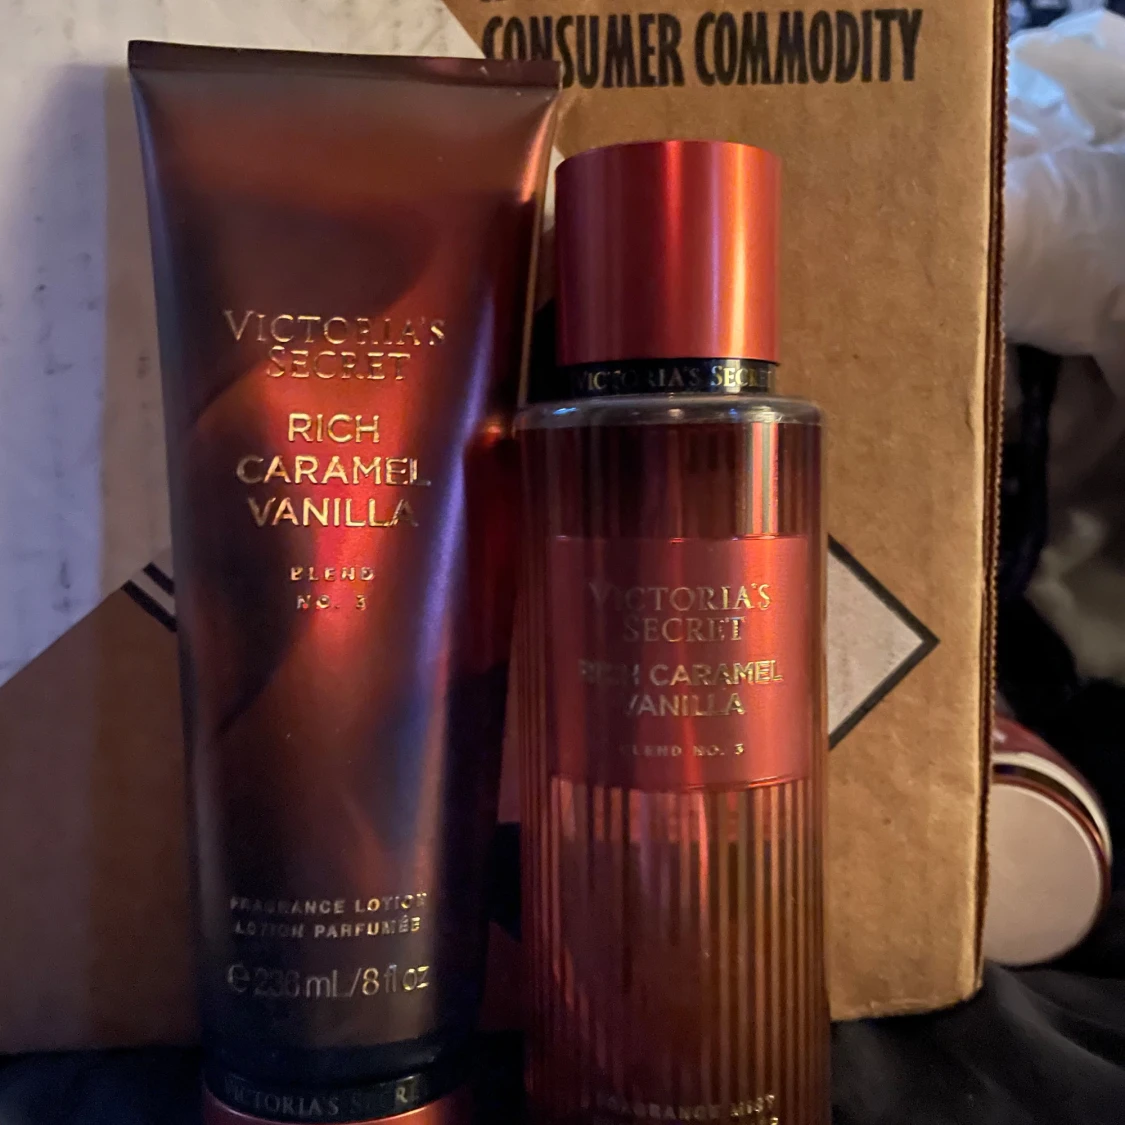 CONSUMER COMMODITY
VICTORIA'S
SECRET
RICH
CARAMEL
VANILLA
BLEND
NO. 3
FRAGRANCE LOTION
LOTION PARFUMÉE
e 236 mL/8 fl oz
VICTORIA'S SECRET
VICTORIA'S SECRET
VICTORIA'S
SECRET
RICH CARAMEL
VANILLA
BLEND NO. 3
FRAGRANCE MIST